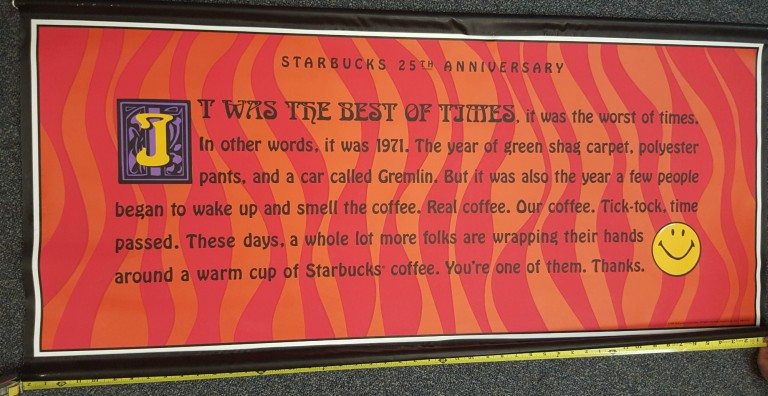 STARBUCKS 25TH ANNIVERSARY
IT WAS THE BEST OF TIMES, it was the worst of times.
In other words, it was 1971. The year of green shag carpet, polyester
pants, and a car called Gremlin. But it was also the year a few people
began to wake up and smell the coffee. Real coffee. Our coffee. Tick-tock, time
passed. These days, a whole lot more folks are wrapping their hands
around a warm cup of Starbucks® coffee. You're one of them. Thanks.